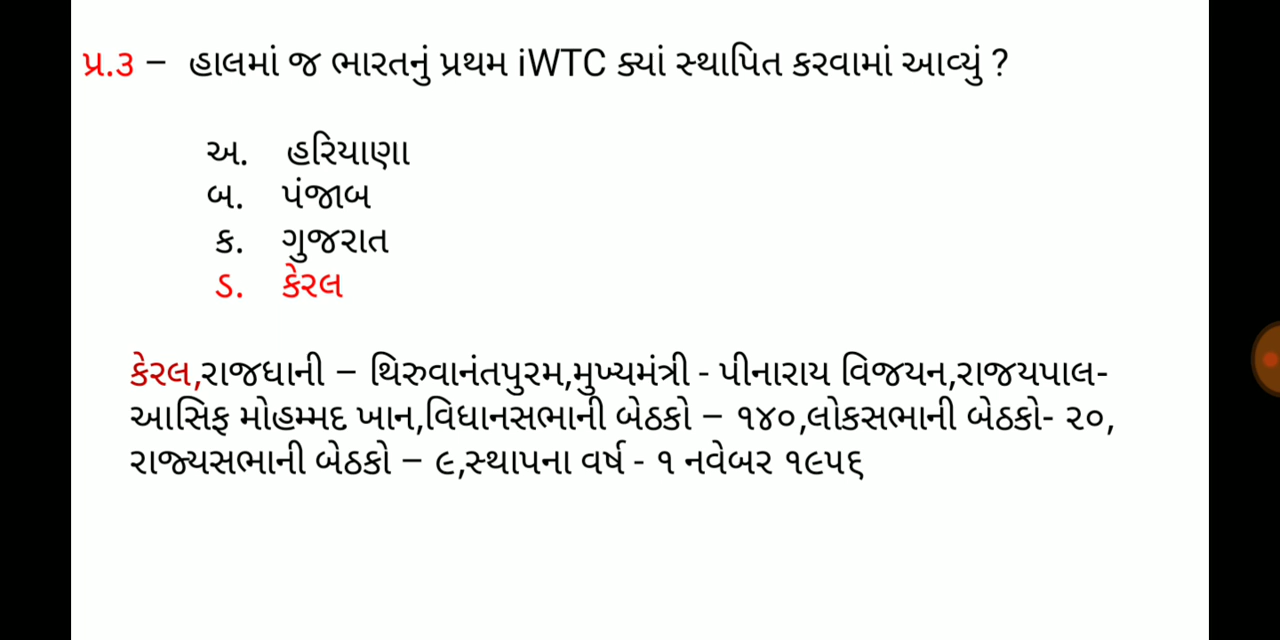 પ્ર.૩ – હાલમાં જ ભારતનું પ્રથમ iWTC ક્યાં સ્થાપિત કરવામાં આવ્યું ?
અ. હરિયાણા
બ. પંજાબ
ક. ગુજરાત
ડ. કેરલ
કેરલ,રાજધાની – થિરુવાનંતપુરમ,મુખ્યમંત્રી - પીનારાય વિજયન,રાજયપાલ-
આસિફ મોહમ્મદ ખાન,વિધાનસભાની બેઠકો – ૧૪૦,લોકસભાની બેઠકો- ૨૦,
રાજ્યસભાની બેઠકો – ૯,સ્થાપના વર્ષ - ૧ નવેબર ૧૯૫૬